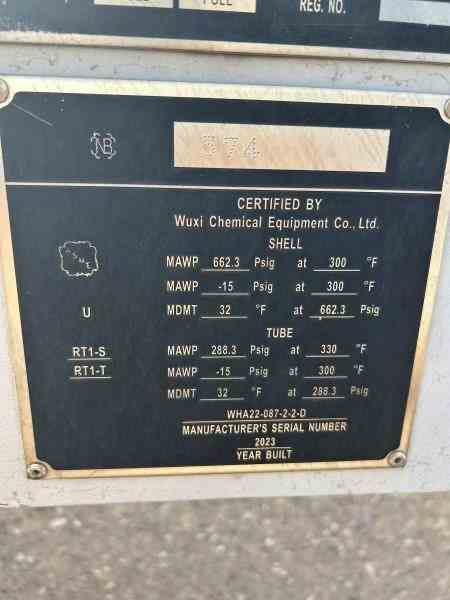 FULL
REG. NO.
NB
374
CERTIFIED BY
Wuxi Chemical Equipment Co., Ltd.
SHELL
MAWP 662.3 Psig at 300 °F
MAWP -15 Psig at 300 °F
U MDMT 32 °F at 662.3 Psig
TUBE
RT1-S MAWP 288.3 Psig at 330 °F
RT1-T MAWP -15 Psig at 300 °F
MDMT 32 °F at 288.3 Psig
WHA22-087-2-2-D
MANUFACTURER'S SERIAL NUMBER
2023
YEAR BUILT